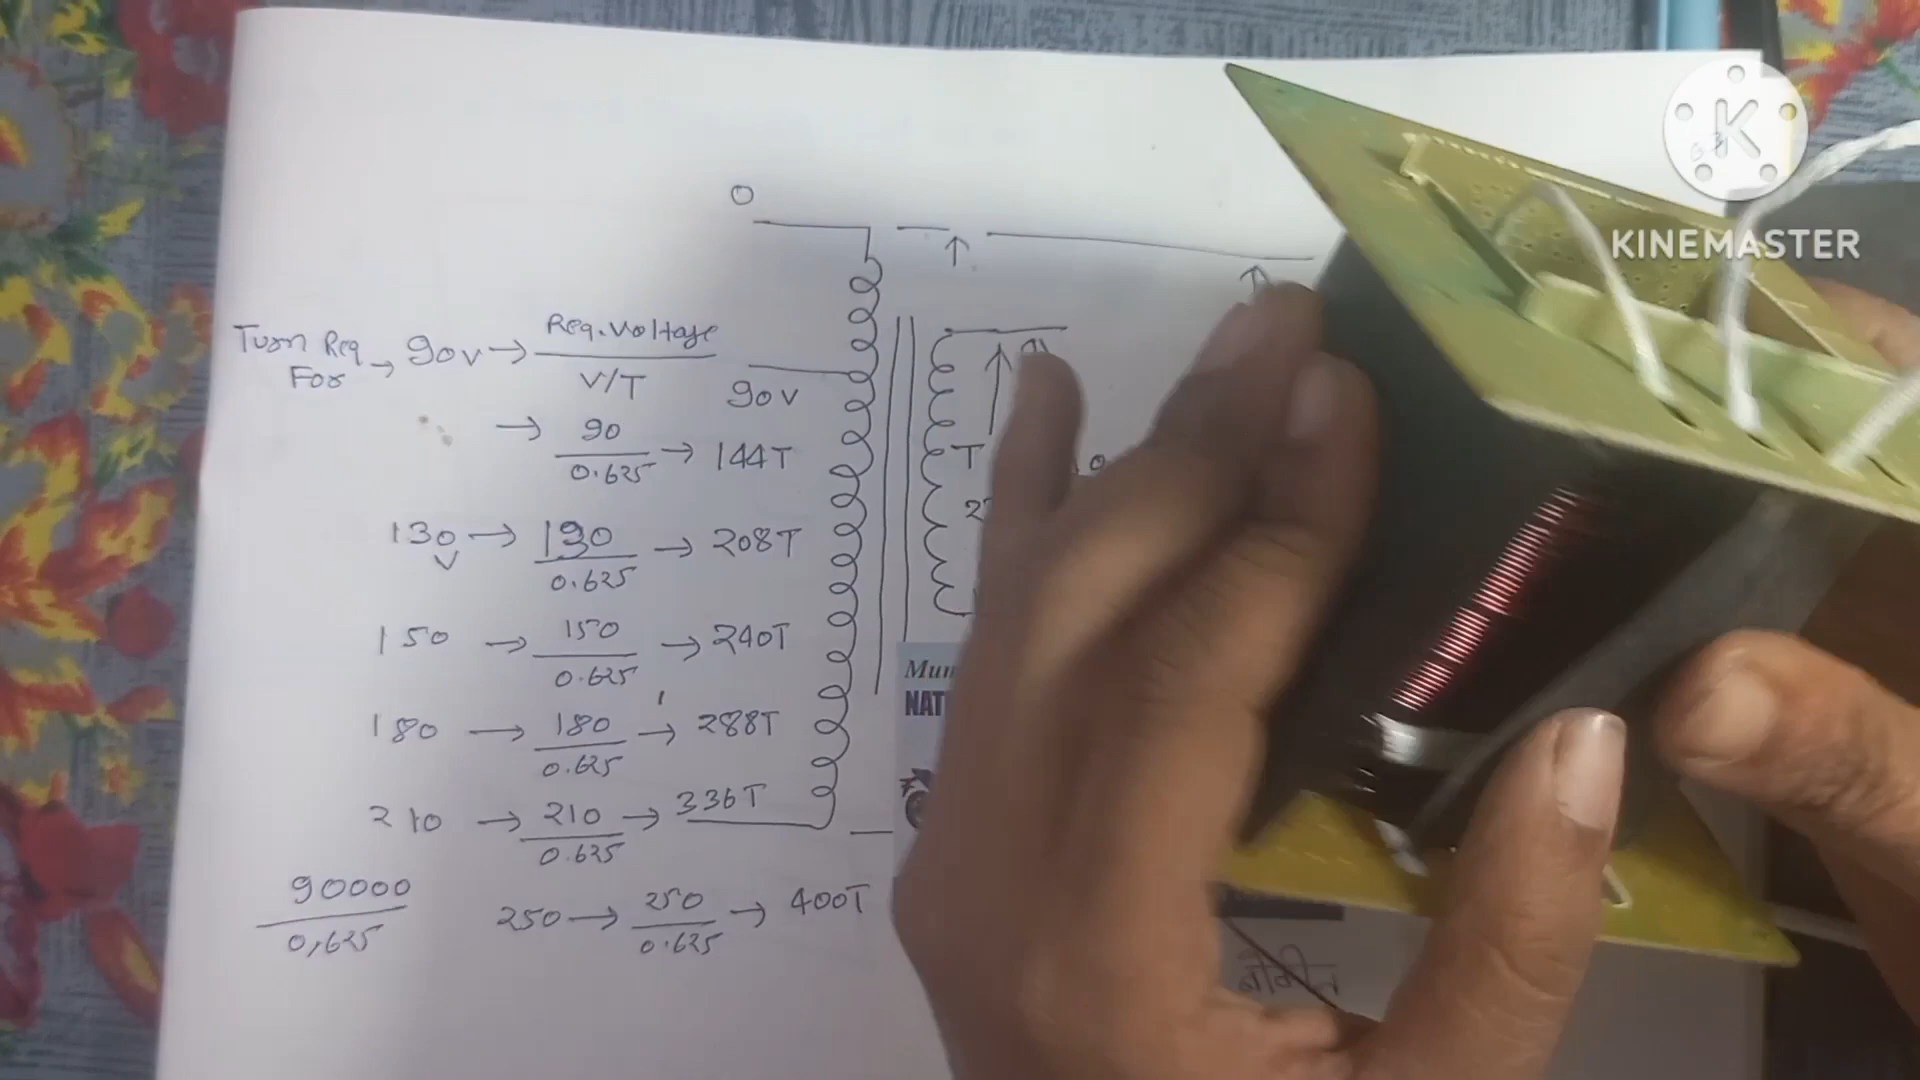 KINEMASTER
K
0
Turn Req For → 90V → Req. Voltage / V/T
90V
→ 90 / 0.625 → 144T
130 V → 130 / 0.625 → 208T
150 → 150 / 0.625 → 240T
180 → 180 / 0.625 → 288T
210 → 210 / 0.625 → 336T
90000 / 0,625
250 → 250 / 0.625 → 400T
T
Mun
NAT